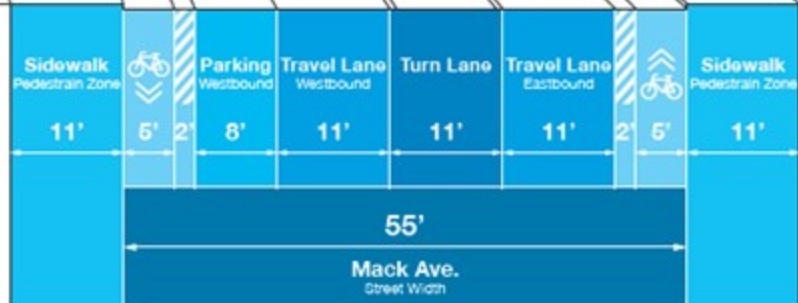 Sidewalk
Pedestrain Zone
11'
5'
2'
Parking
Westbound
8'
Travel Lane
Westbound
11'
Turn Lane
11'
Travel Lane
Eastbound
11'
2'
5'
Sidewalk
Pedestrain Zone
11'
55'
Mack Ave.
Street Width